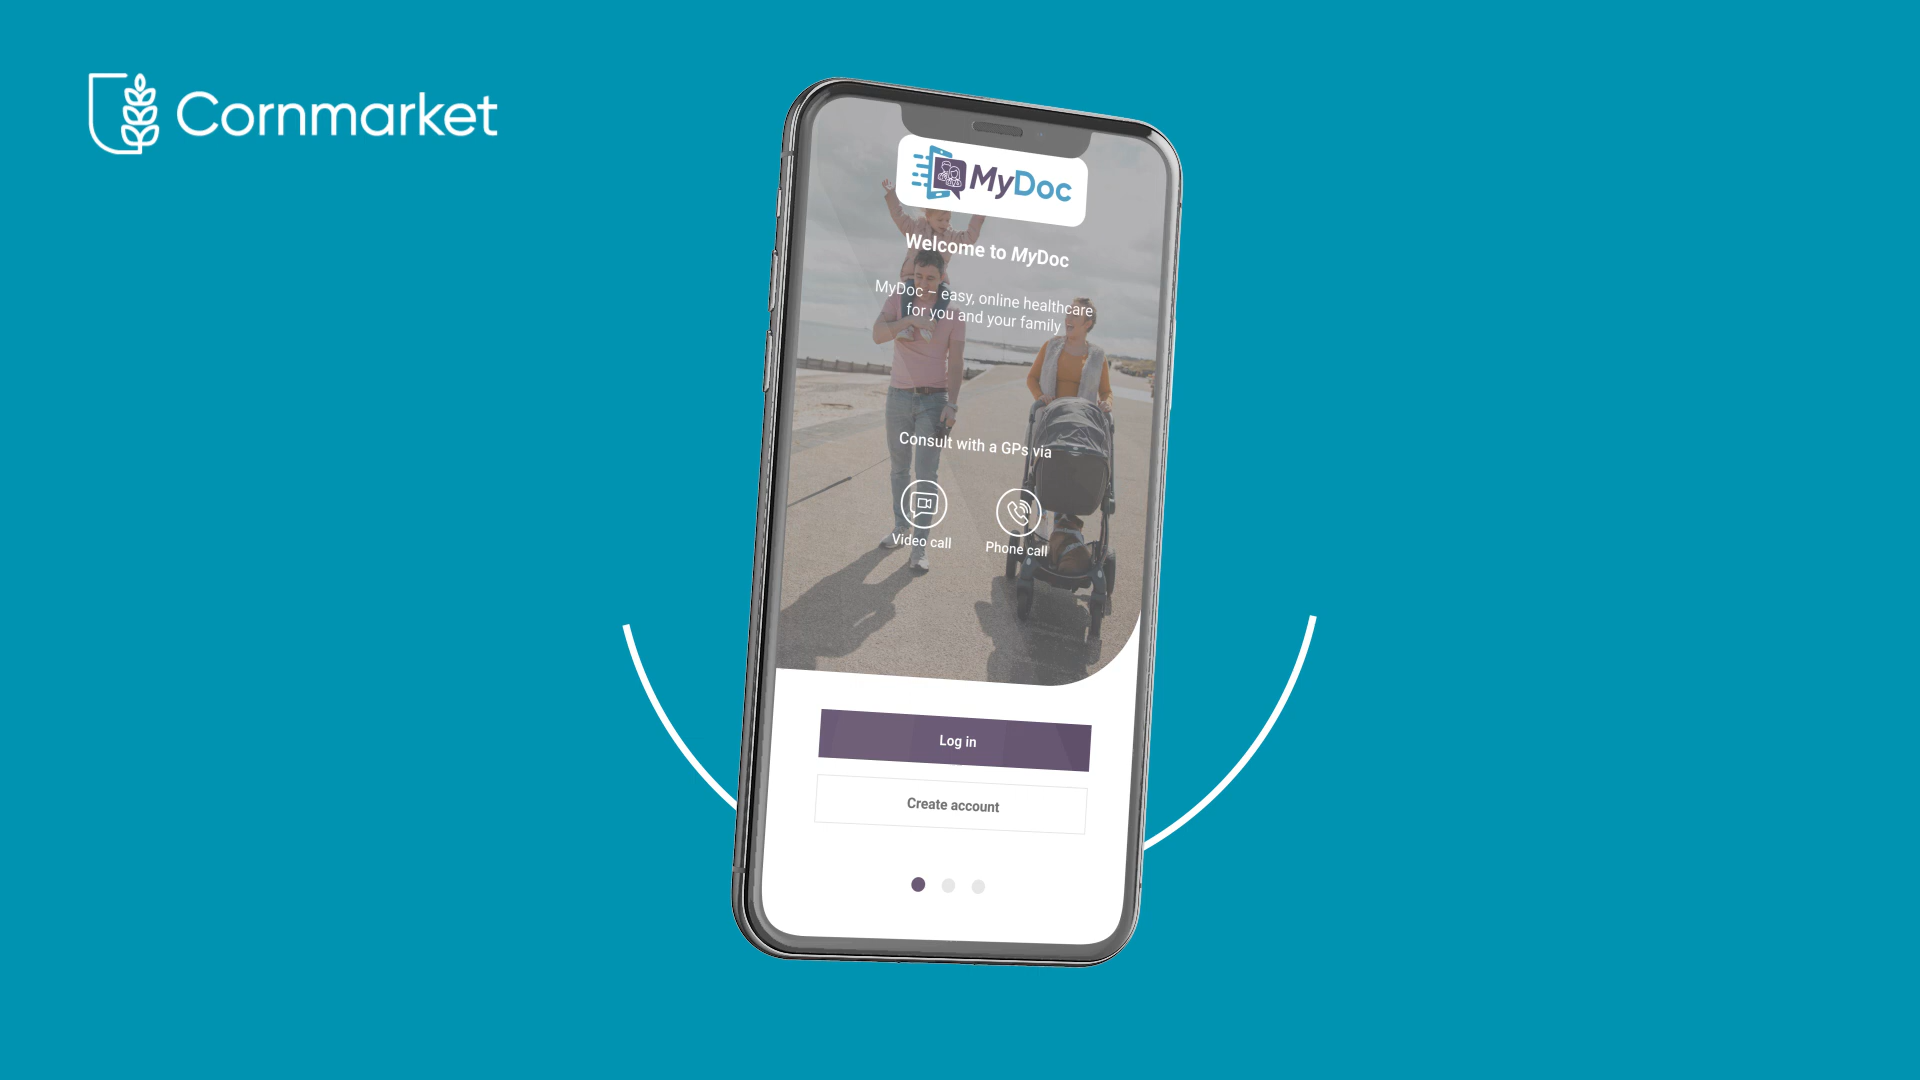 Cornmarket
MyDoc
Welcome to MyDoc
MyDoc – easy, online healthcare
for you and your family
Consult with a GPs via
Video call
Phone call
Log in
Create account